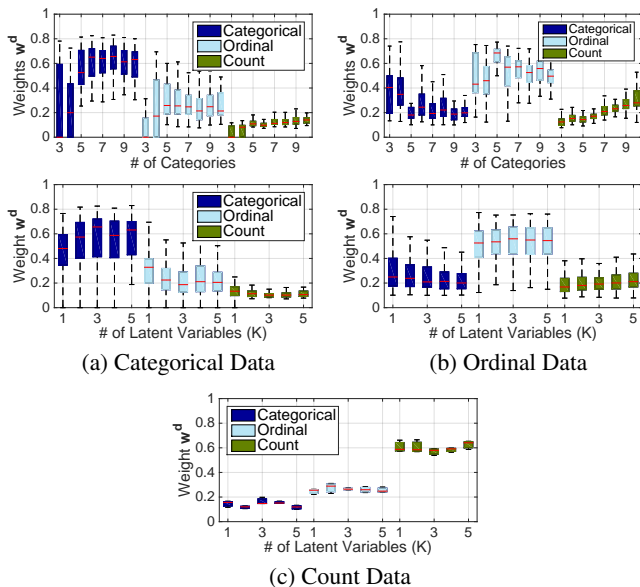 Weights w^d
1
0.8
0.6
0.4
0.2
0
Categorical
Ordinal
Count
3 5 7 9 3 5 7 9 3 5 7 9
# of Categories
Weights w^d
1
0.8
0.6
0.4
0.2
0
Categorical
Ordinal
Count
3 5 7 9 3 5 7 9 3 5 7 9
# of Categories
Weight w^d
1
0.8
0.6
0.4
0.2
0
Categorical
Ordinal
Count
1 3 5 1 3 5 1 3 5
# of Latent Variables (K)
(a) Categorical Data
Weight w^d
1
0.8
0.6
0.4
0.2
0
Categorical
Ordinal
Count
1 3 5 1 3 5 1 3 5
# of Latent Variables (K)
(b) Ordinal Data
Weight w^d
1
0.8
0.6
0.4
0.2
0
Categorical
Ordinal
Count
1 3 5 1 3 5 1 3 5
# of Latent Variables (K)
(c) Count Data